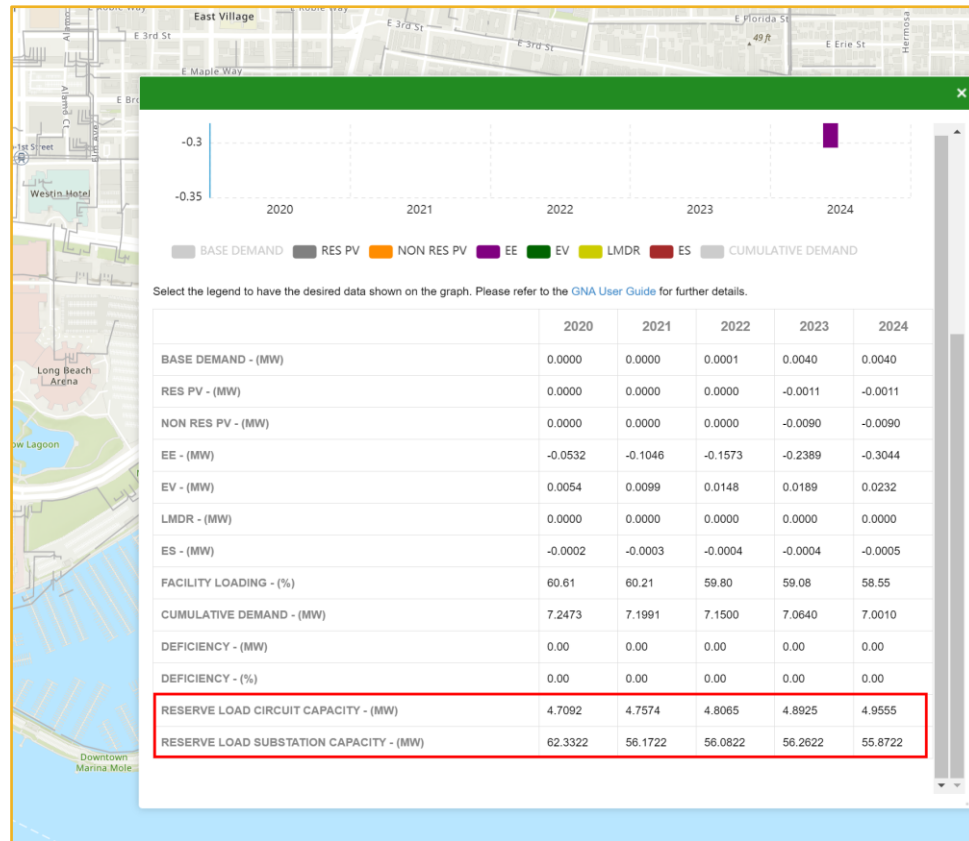 East Village
E 3rd St
E 3rd St
E 3rd St
E Florida St
49 ft
E Erie St
Hermosa
E Maple Way
Alamo Ct
Elm Ave
1st Street
Westin Hotel
Long Beach
Arena
ow Lagoon
Downtown
Marina Mole
×
-0.3
-0.35
2020 2021 2022 2023 2024
BASE DEMAND RES PV NON RES PV EE EV LMDR ES CUMULATIVE DEMAND
Select the legend to have the desired data shown on the graph. Please refer to the GNA User Guide for further details.
2020 2021 2022 2023 2024
BASE DEMAND - (MW) 0.0000 0.0000 0.0001 0.0040 0.0040
RES PV - (MW) 0.0000 0.0000 0.0000 -0.0011 -0.0011
NON RES PV - (MW) 0.0000 0.0000 0.0000 -0.0090 -0.0090
EE - (MW) -0.0532 -0.1046 -0.1573 -0.2389 -0.3044
EV - (MW) 0.0054 0.0099 0.0148 0.0189 0.0232
LMDR - (MW) 0.0000 0.0000 0.0000 0.0000 0.0000
ES - (MW) -0.0002 -0.0003 -0.0004 -0.0004 -0.0005
FACILITY LOADING - (%) 60.61 60.21 59.80 59.08 58.55
CUMULATIVE DEMAND - (MW) 7.2473 7.1991 7.1500 7.0640 7.0010
DEFICIENCY - (MW) 0.00 0.00 0.00 0.00 0.00
DEFICIENCY - (%) 0.00 0.00 0.00 0.00 0.00
RESERVE LOAD CIRCUIT CAPACITY - (MW) 4.7092 4.7574 4.8065 4.8925 4.9555
RESERVE LOAD SUBSTATION CAPACITY - (MW) 62.3322 56.1722 56.0822 56.2622 55.8722